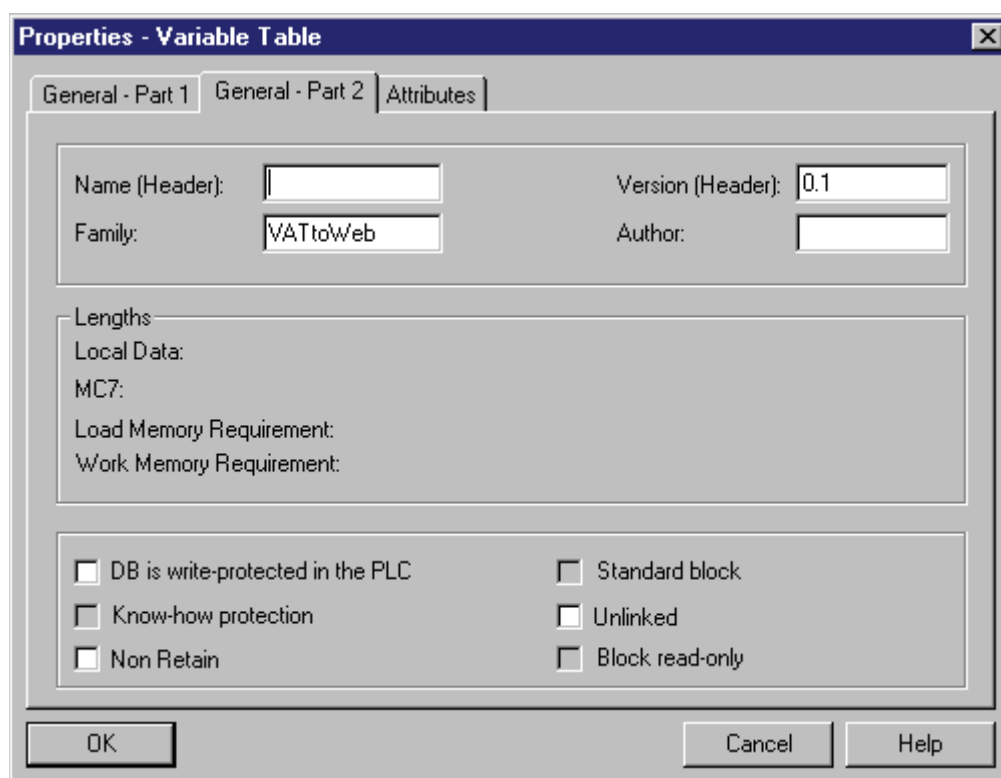 Properties - Variable Table
General - Part 1 General - Part 2 Attributes
Name (Header): Version (Header): 0.1
Family: VATtoWeb Author:
Lengths
Local Data:
MC7:
Load Memory Requirement:
Work Memory Requirement:
DB is write-protected in the PLC Standard block
Know-how protection Unlinked
Non Retain Block read-only
OK Cancel Help